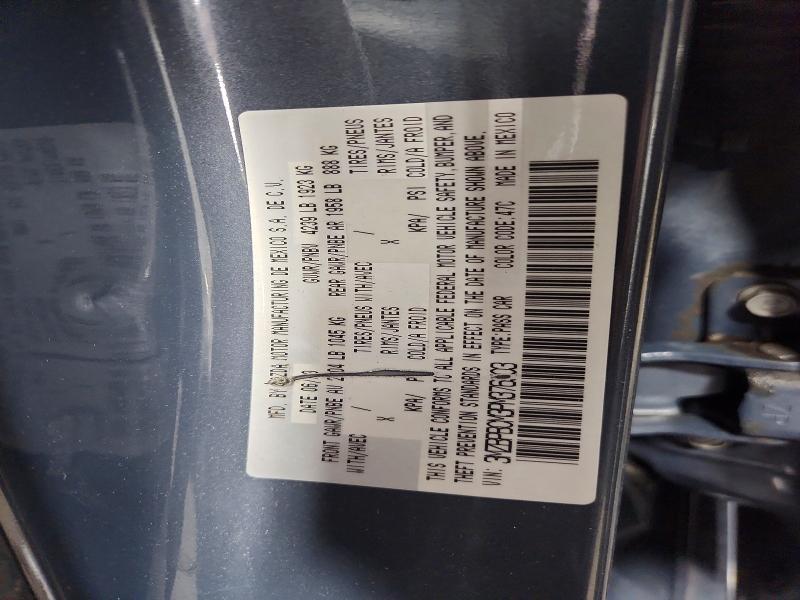 MFD. BY MAZDA MOTOR MANUFACTURING DE MEXICO S.A. DE C.V.
DATE 06/ GVWR/PNBV 4239 LB 1923 KG
FRONT GAWR/PNBE AV LB 1045 KG REAR GAWR/PNBE AR 1958 LB 888 KG
WITH/AVEC TIRES/PNEUS WITH/AVEC TIRES/PNEUS
/ RIMS/JANTES / RIMS/JANTES
X X
KPA/ P COLD/A FROID KPA/ PSI COLD/A FROID
THIS VEHICLE CONFORMS TO ALL APPLICABLE FEDERAL MOTOR VEHICLE SAFETY, BUMPER, AND
THEFT PREVENTION STANDARDS IN EFFECT ON THE DATE OF MANUFACTURE SHOWN ABOVE.
VIN: TYPE:PASS CAR COLOR CODE:47C MADE IN MEXICO